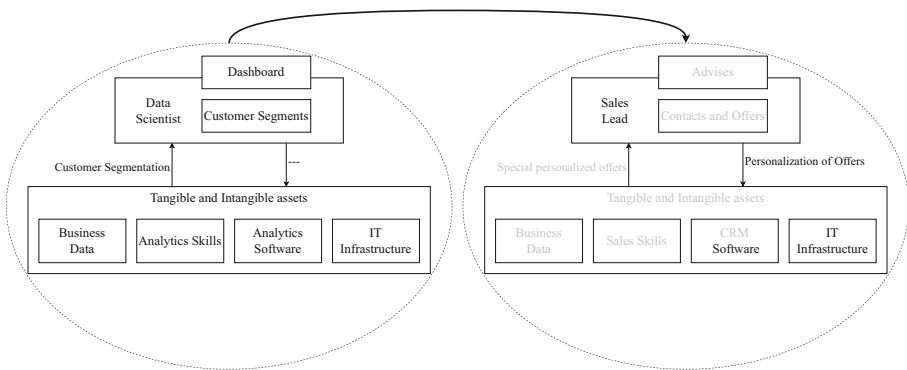 Dashboard
Data
Scientist
Customer Segments
Customer Segmentation
---
Tangible and Intangible assets
Business
Data
Analytics Skills
Analytics
Software
IT
Infrastructure
Advises
Sales
Lead
Contacts and Offers
Special personalized offers
Personalization of Offers
Tangible and Intangible assets
Business
Data
Sales Skills
CRM
Software
IT
Infrastructure